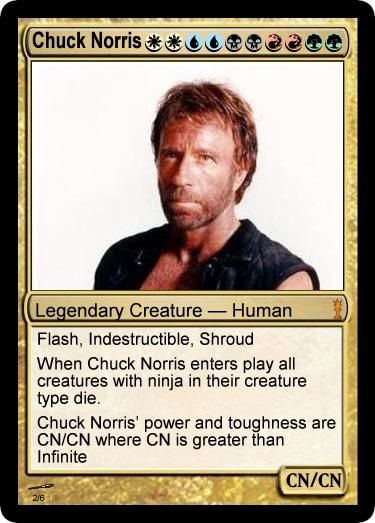 Chuck Norris
Legendary Creature — Human
Flash, Indestructible, Shroud
When Chuck Norris enters play all
creatures with ninja in their creature
type die.
Chuck Norris' power and toughness are
CN/CN where CN is greater than
Infinite
CN/CN
2/6